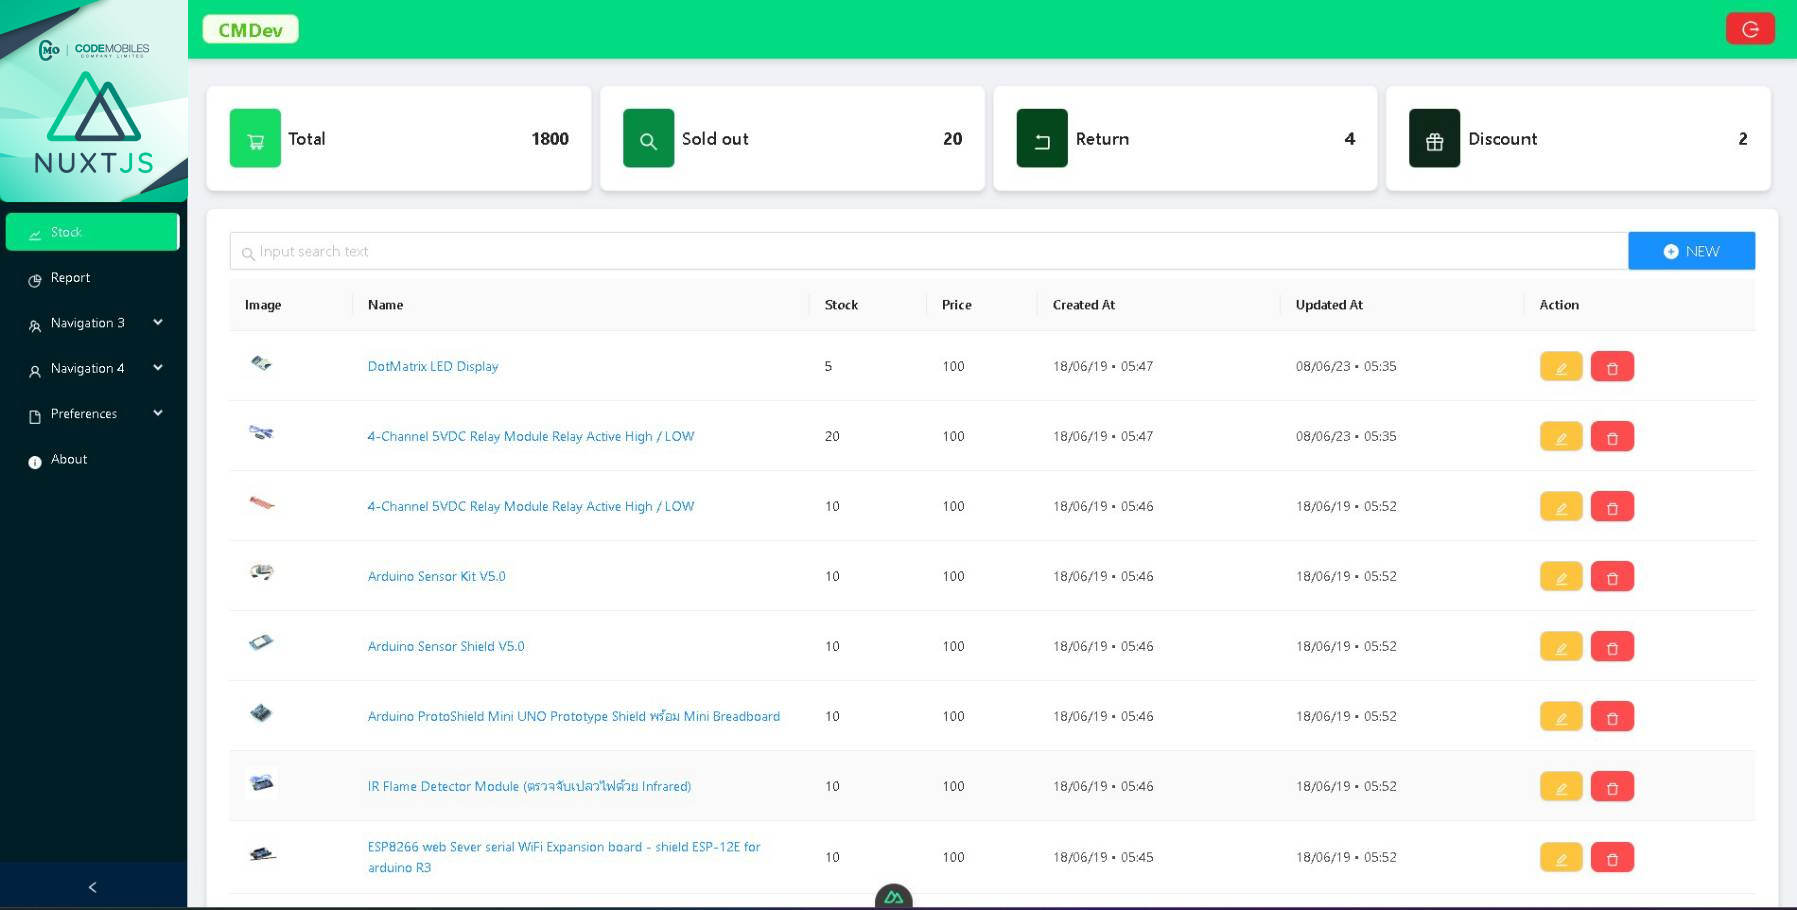 CMO | CODEMOBILES
COMPANY LIMITED
NUXTJS
Stock
Report
Navigation 3
Navigation 4
Preferences
About
CMDev
Total 1800
Sold out 20
Return 4
Discount 2
Input search text
NEW
Image Name Stock Price Created At Updated At Action
DotMatrix LED Display 5 100 18/06/19 • 05:47 08/06/23 • 05:35
4-Channel 5VDC Relay Module Relay Active High / LOW 20 100 18/06/19 • 05:47 08/06/23 • 05:35
4-Channel 5VDC Relay Module Relay Active High / LOW 10 100 18/06/19 • 05:46 18/06/19 • 05:52
Arduino Sensor Kit V5.0 10 100 18/06/19 • 05:46 18/06/19 • 05:52
Arduino Sensor Shield V5.0 10 100 18/06/19 • 05:46 18/06/19 • 05:52
Arduino ProtoShield Mini UNO Prototype Shield พร้อม Mini Breadboard 10 100 18/06/19 • 05:46 18/06/19 • 05:52
IR Flame Detector Module (ตรวจจับเปลวไฟด้วย Infrared) 10 100 18/06/19 • 05:46 18/06/19 • 05:52
ESP8266 web Sever serial WiFi Expansion board - shield ESP-12E for
arduino R3 10 100 18/06/19 • 05:45 18/06/19 • 05:52